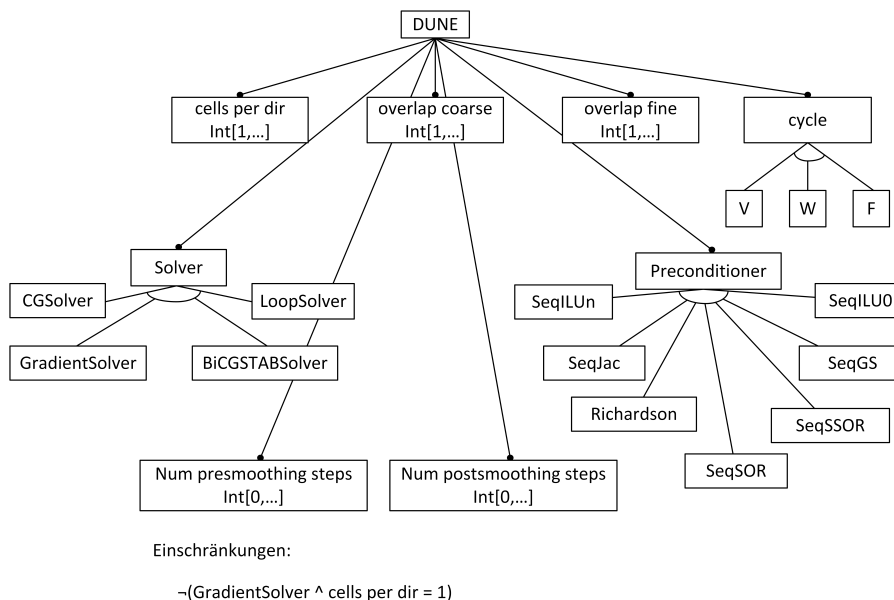 DUNE
cells per dir
Int[1,...]
overlap coarse
Int[1,...]
overlap fine
Int[1,...]
cycle
V
W
F
Solver
CGSolver
LoopSolver
GradientSolver
BiCGSTABSolver
Preconditioner
SeqILUn
SeqILU0
SeqJac
SeqGS
Richardson
SeqSSOR
SeqSOR
Num presmoothing steps
Int[0,...]
Num postsmoothing steps
Int[0,...]
Einschränkungen:
¬(GradientSolver ^ cells per dir = 1)